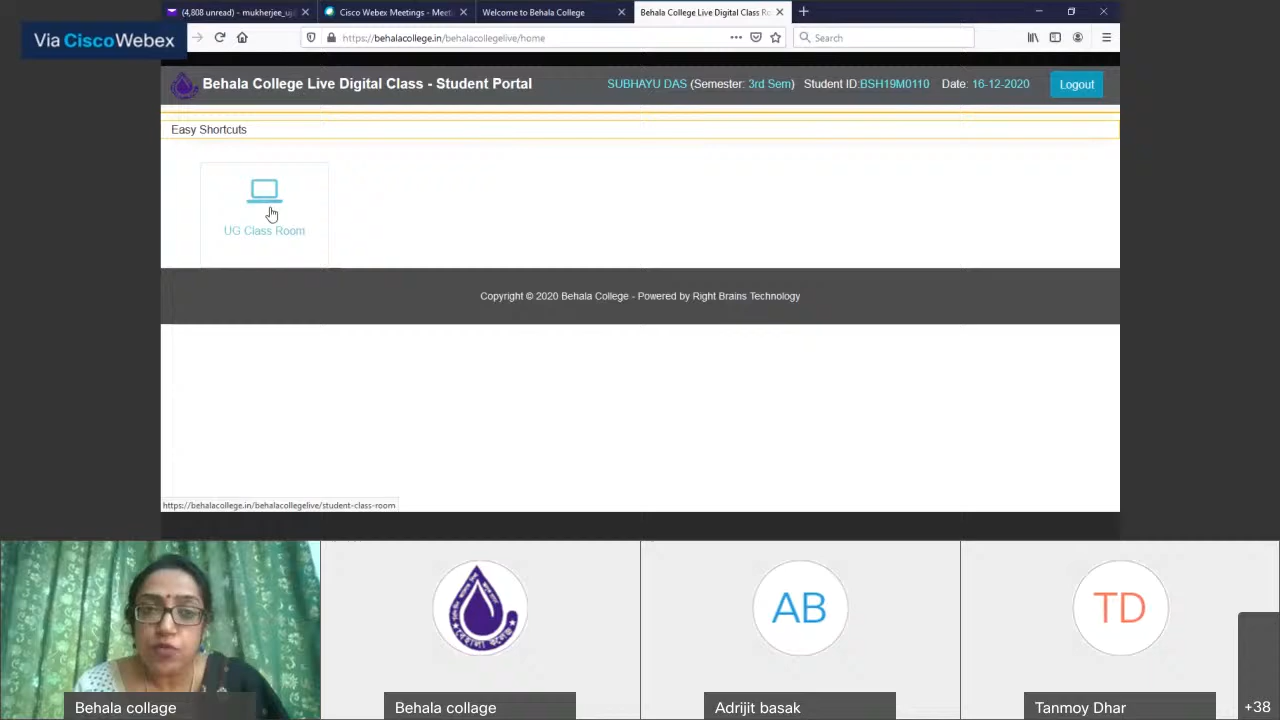 (4,808 unread) - mukherjee_uj
Cisco Webex Meetings - Meeti
Welcome to Behala College
Behala College Live Digital Class Ro
Via CiscoWebex
https://behalacollege.in/behalacollegelive/home
Search
Behala College Live Digital Class - Student Portal
SUBHAYU DAS (Semester: 3rd Sem) Student ID:BSH19M0110 Date: 16-12-2020
Logout
Easy Shortcuts
UG Class Room
Copyright © 2020 Behala College - Powered by Right Brains Technology
https://behalacollege.in/behalacollegelive/student-class-room
AB
TD
Behala collage
Behala collage
Adrijit basak
Tanmoy Dhar
+38